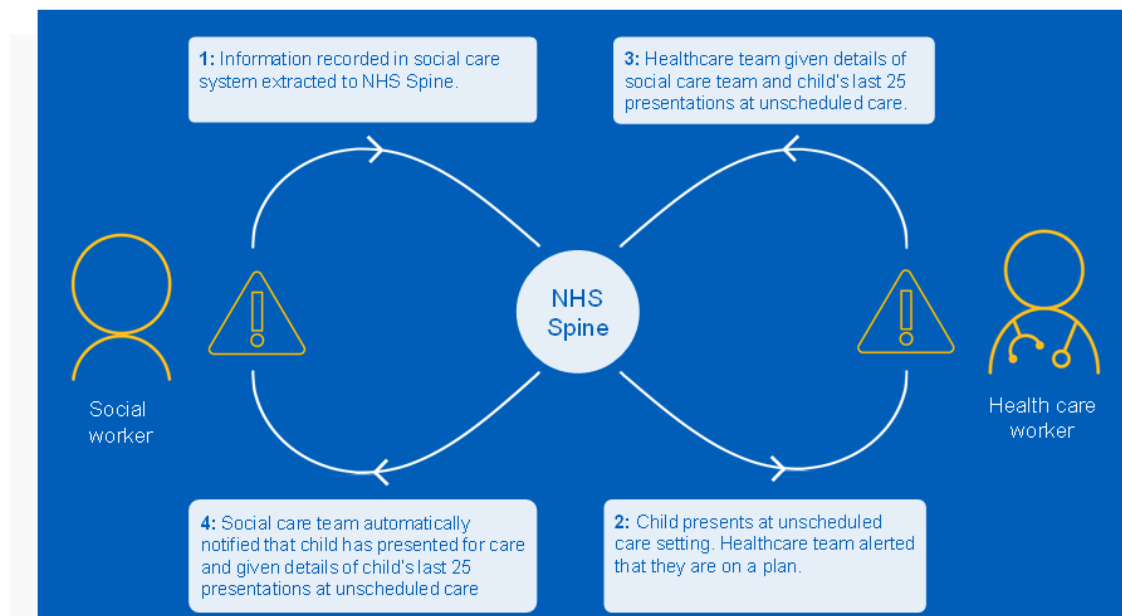 1: Information recorded in social care
system extracted to NHS Spine.
3: Healthcare team given details of
social care team and child's last 25
presentations at unscheduled care.
NHS
Spine
Social
worker
Health care
worker
4: Social care team automatically
notified that child has presented for care
and given details of child's last 25
presentations at unscheduled care
2: Child presents at unscheduled
care setting. Healthcare team alerted
that they are on a plan.